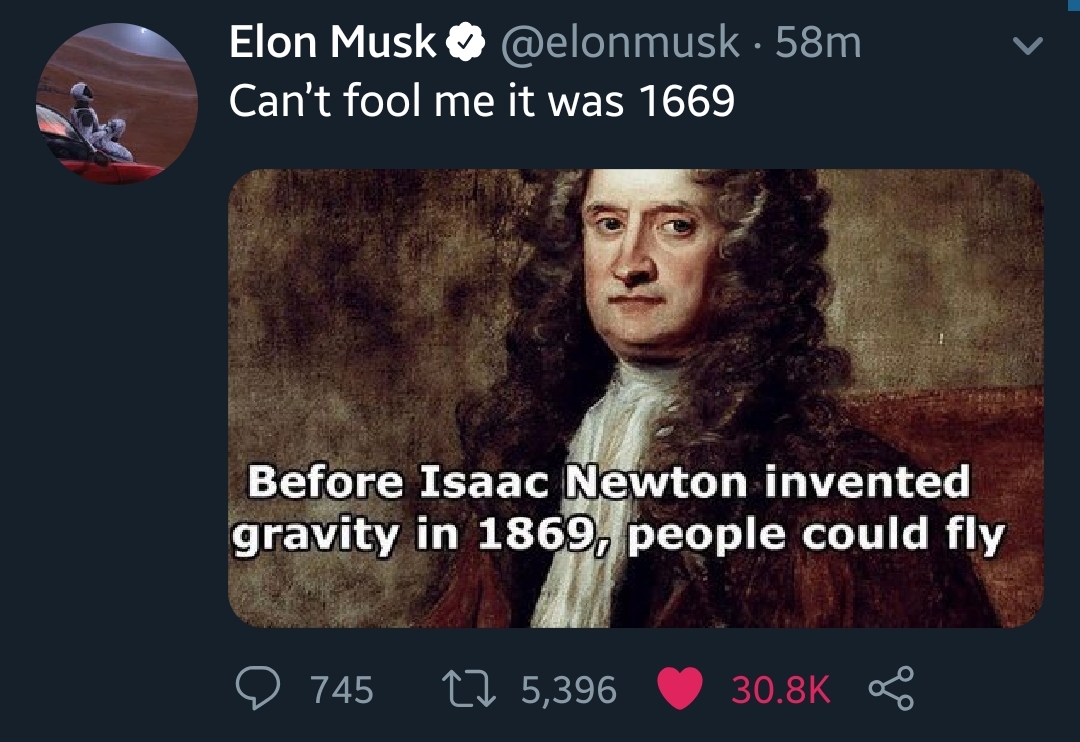 Elon Musk @elonmusk · 58m
Can't fool me it was 1669
Before Isaac Newton invented
gravity in 1869, people could fly
745 5,396 30.8K